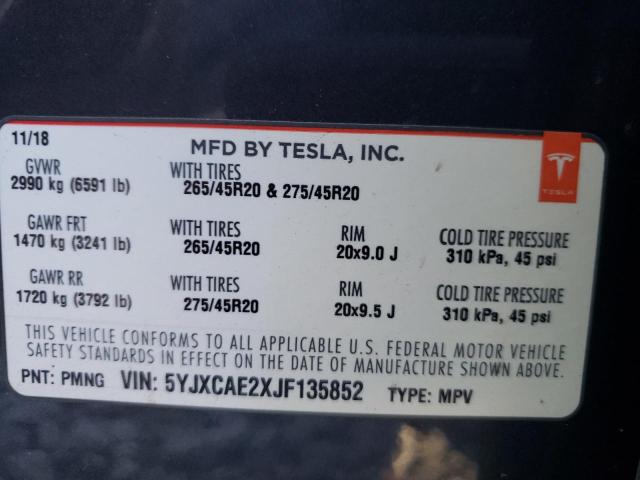 11/18
MFD BY TESLA, INC.
TESLA
GVWR WITH TIRES
2990 kg (6591 lb) 265/45R20 & 275/45R20
GAWR FRT WITH TIRES RIM COLD TIRE PRESSURE
1470 kg (3241 lb) 265/45R20 20x9.0 J 310 kPa, 45 psi
GAWR RR WITH TIRES RIM COLD TIRE PRESSURE
1720 kg (3792 lb) 275/45R20 20x9.5 J 310 kPa, 45 psi
THIS VEHICLE CONFORMS TO ALL APPLICABLE U.S. FEDERAL MOTOR VEHICLE
SAFETY STANDARDS IN EFFECT ON THE DATE OF MANUFACTURE SHOWN ABOVE.
PNT: PMNG VIN: 5YJXCAE2XJF135852 TYPE: MPV